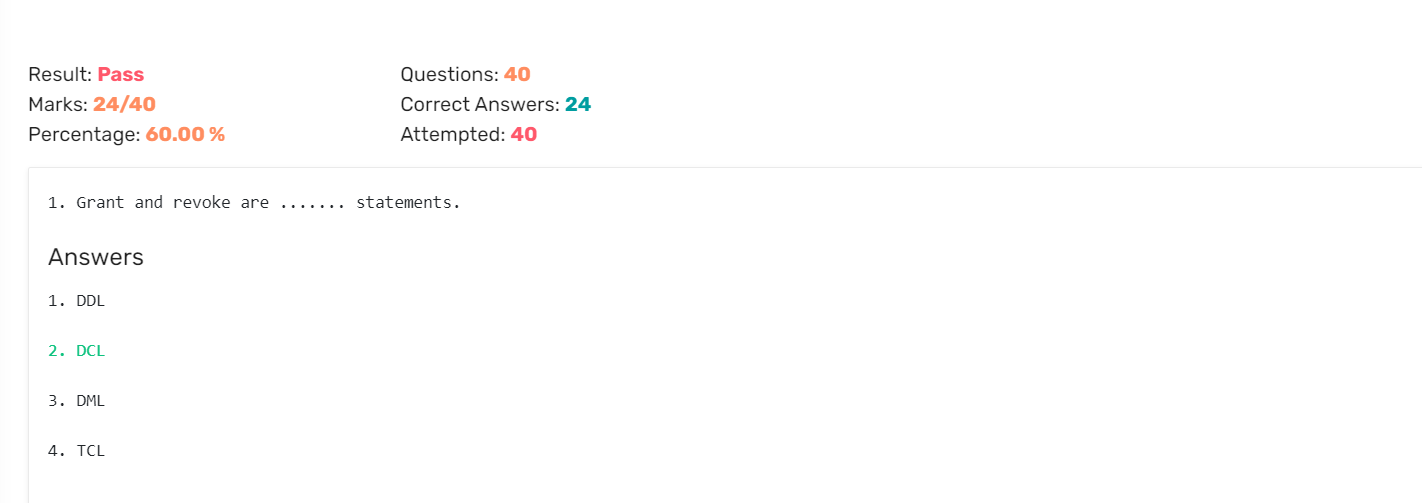 Result: Pass
Questions: 40
Marks: 24/40
Correct Answers: 24
Percentage: 60.00 %
Attempted: 40
1. Grant and revoke are ....... statements.
Answers
1. DDL
2. DCL
3. DML
4. TCL